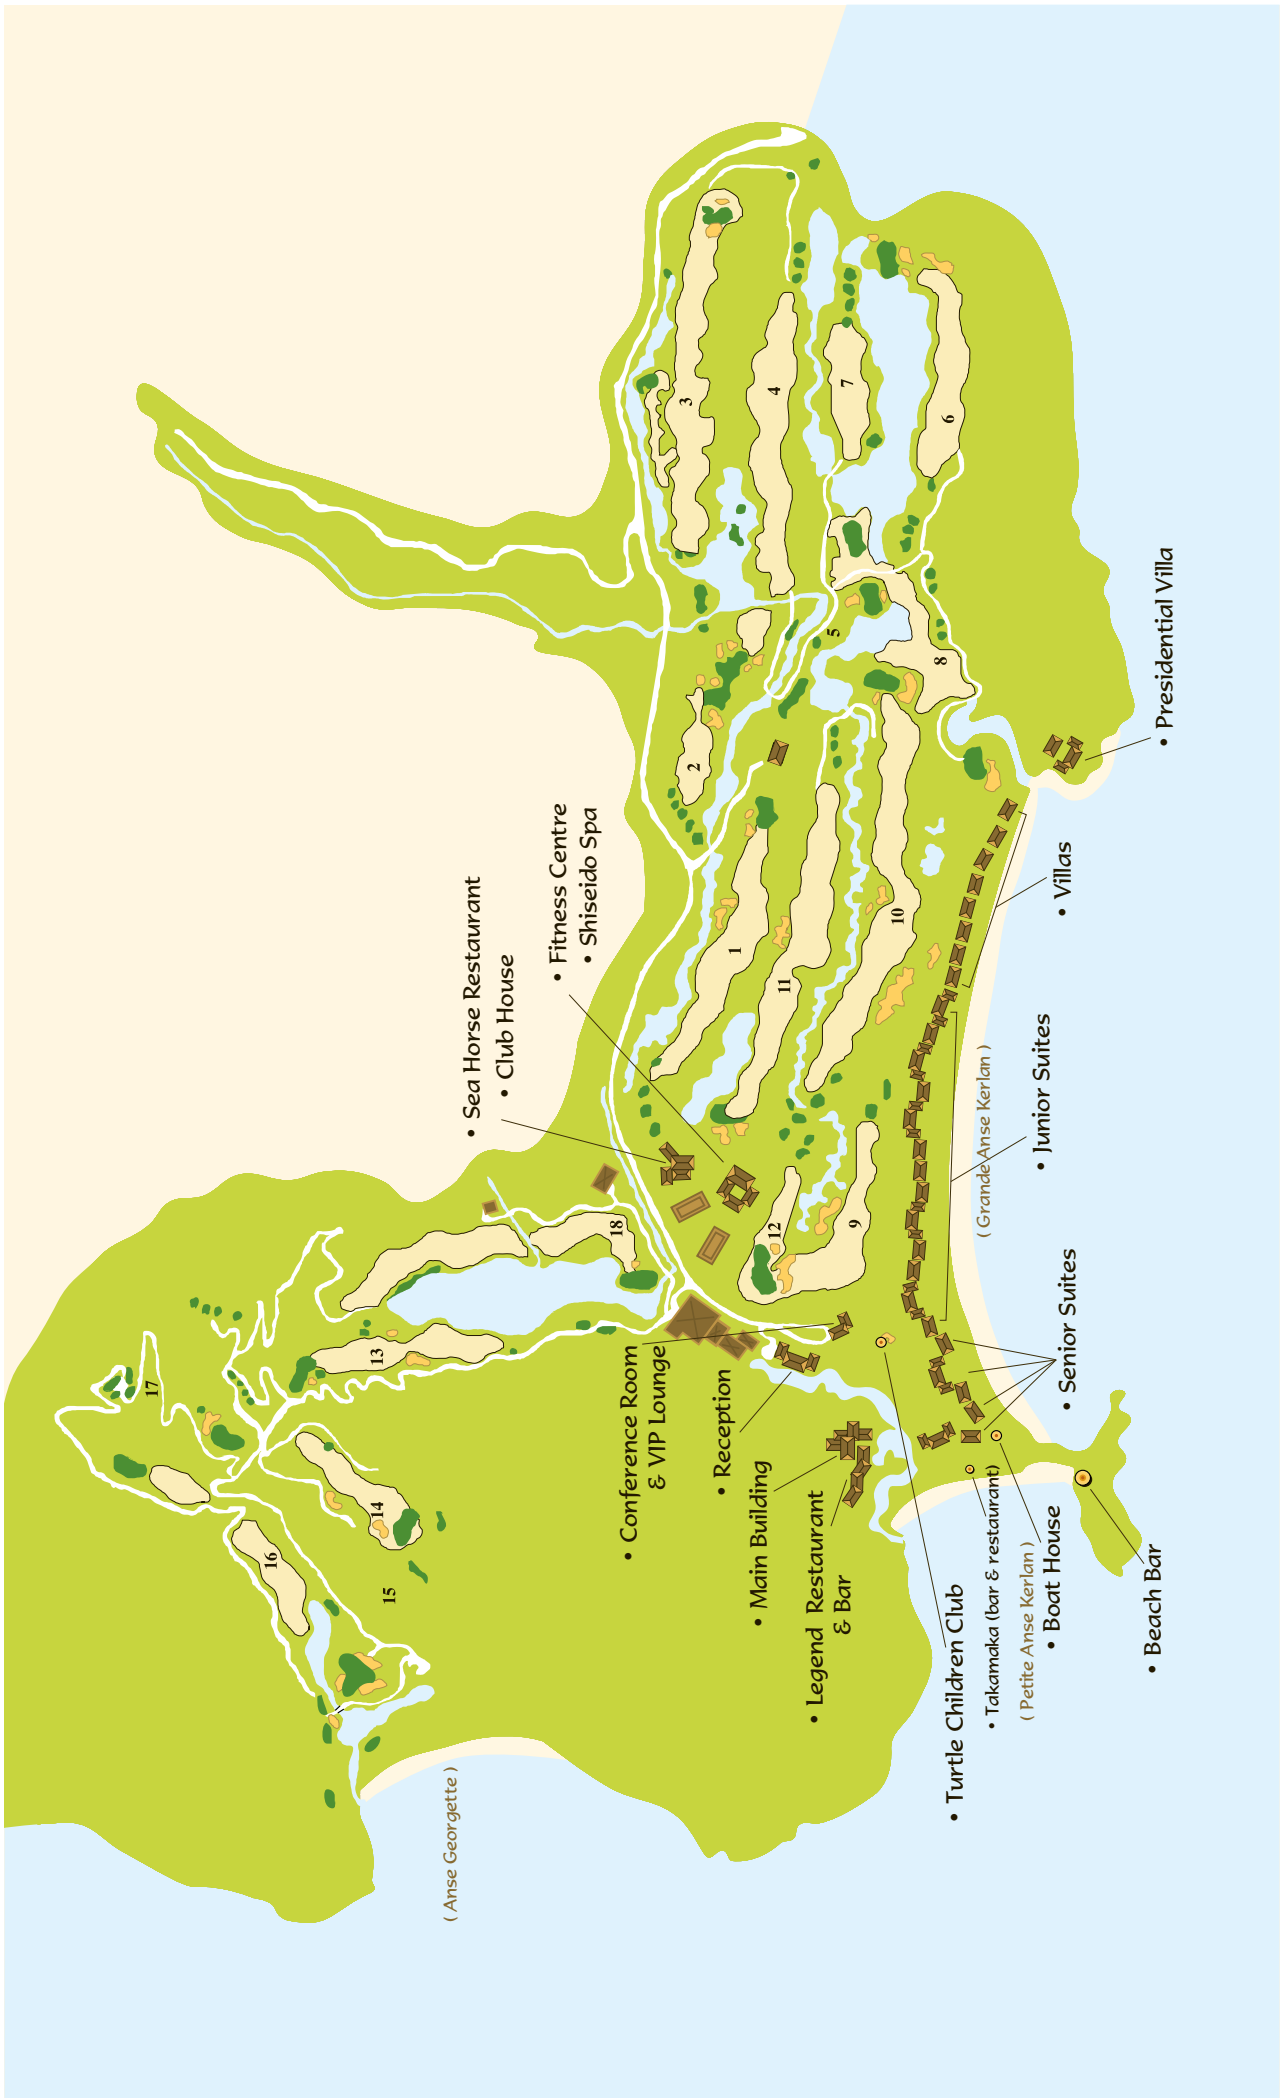 • Sea Horse Restaurant
• Club House
• Fitness Centre
• Shiseido Spa
• Conference Room
& VIP Lounge
• Reception
• Main Building
• Legend Restaurant
& Bar
• Turtle Children Club
• Takamaka (bar & restaurant)
( Petite Anse Kerlan )
• Boat House
• Beach Bar
• Senior Suites
( Grande Anse Kerlan )
• Junior Suites
• Villas
• Presidential Villa
( Anse Georgette )
1
2
3
4
5
6
7
8
9
10
11
12
13
14
15
16
17
18